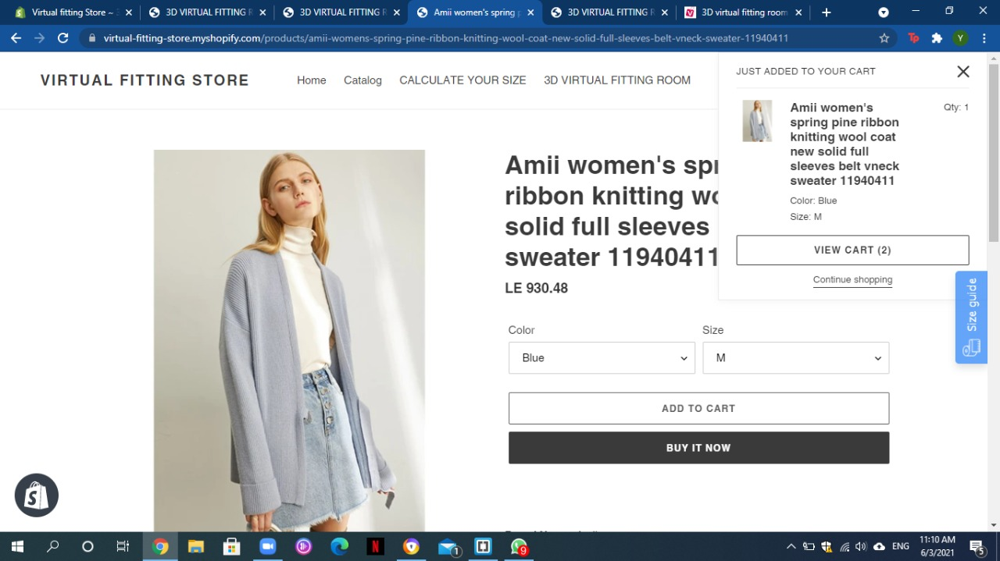 Virtual fitting Store ~
3D VIRTUAL FITTING R
3D VIRTUAL FITTING R
Amii women's spring p
3D VIRTUAL FITTING R
3D virtual fitting room
virtual-fitting-store.myshopify.com/products/amii-womens-spring-pine-ribbon-knitting-wool-coat-new-solid-full-sleeves-belt-vneck-sweater-11940411
Tp
Y
VIRTUAL FITTING STORE
Home
Catalog
CALCULATE YOUR SIZE
3D VIRTUAL FITTING ROOM
JUST ADDED TO YOUR CART
Amii women's
spring pine ribbon
knitting wool coat
new solid full
sleeves belt vneck
sweater 11940411
Qty: 1
Color: Blue
Size: M
VIEW CART (2)
Continue shopping
Amii women's spr
ribbon knitting wo
solid full sleeves
sweater 11940411
LE 930.48
Size guide
Color
Size
Blue
M
ADD TO CART
BUY IT NOW
1
9
ENG
11:10 AM
6/3/2021
5